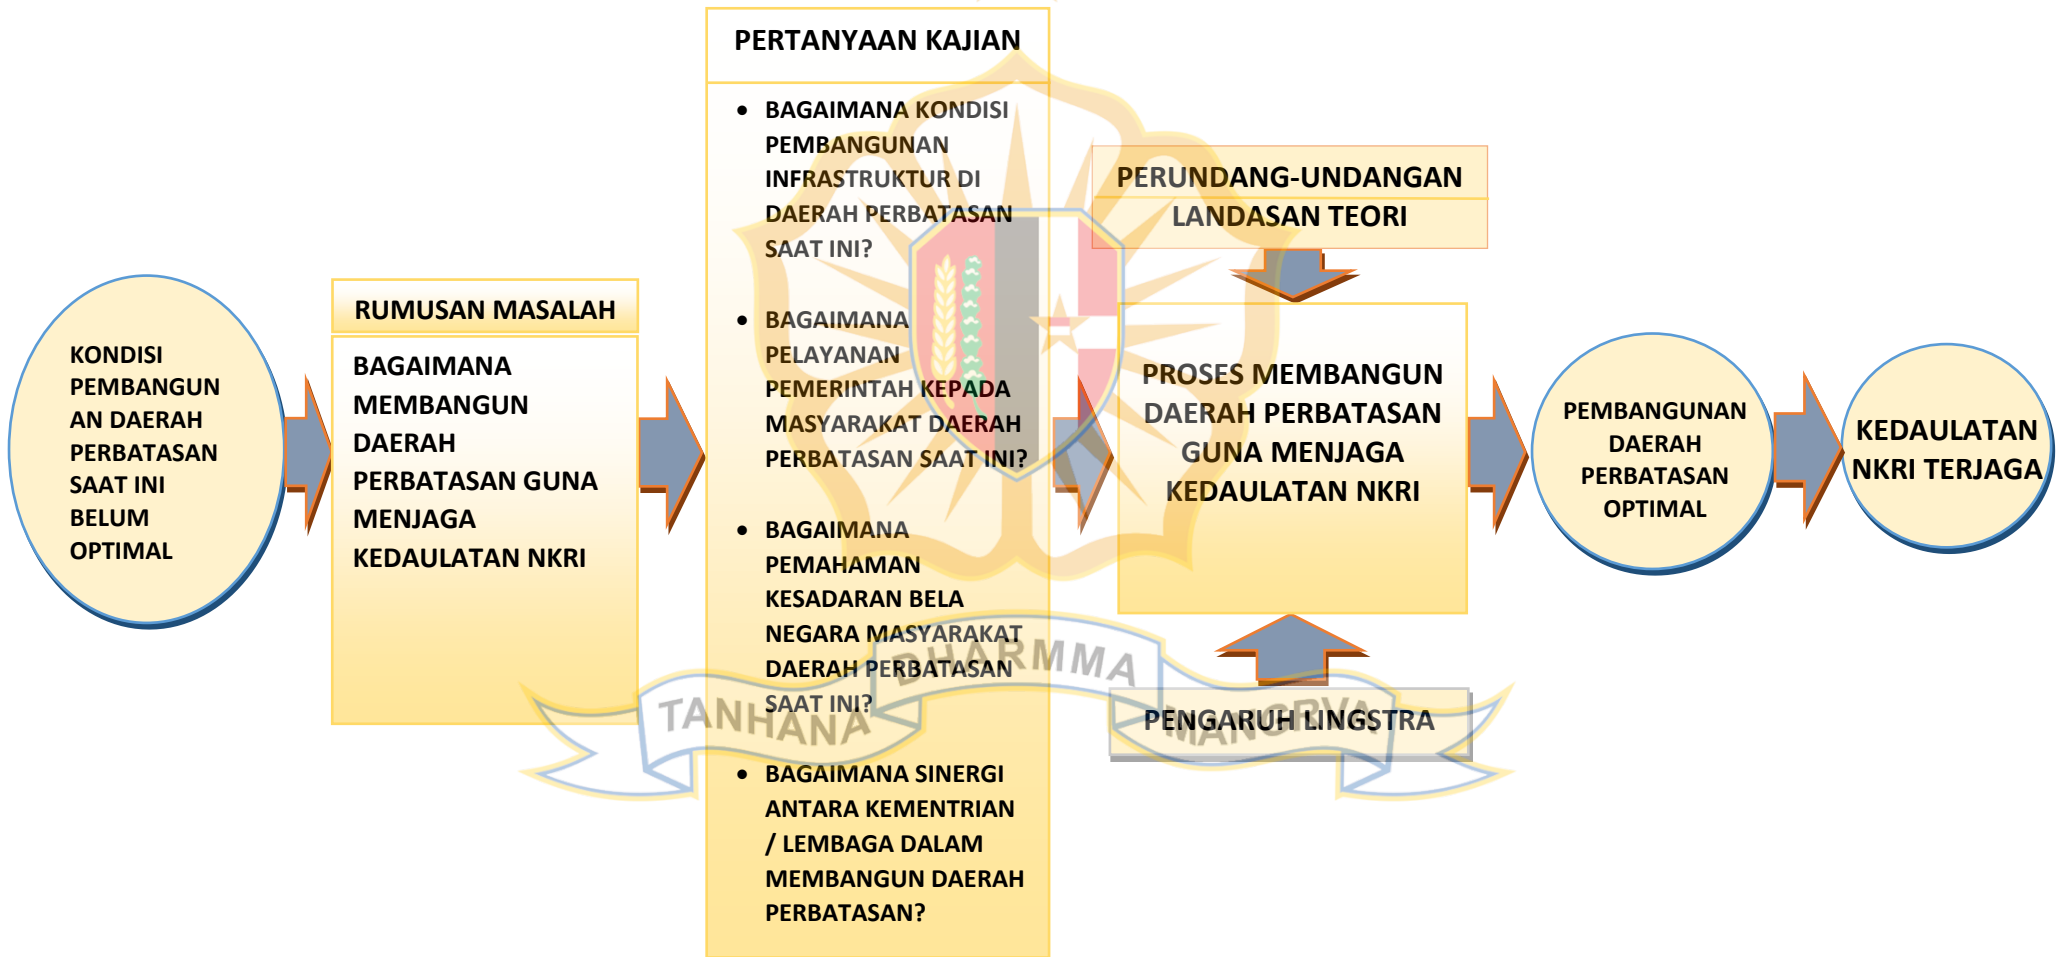 KONDISI
PEMBANGUN
AN DAERAH
PERBATASAN
SAAT INI
BELUM
OPTIMAL
RUMUSAN MASALAH
BAGAIMANA
MEMBANGUN
DAERAH
PERBATASAN GUNA
MENJAGA
KEDAULATAN NKRI
PERTANYAAN KAJIAN
• BAGAIMANA KONDISI
PEMBANGUNAN
INFRASTRUKTUR DI
DAERAH PERBATASAN
SAAT INI?
• BAGAIMANA
PELAYANAN
PEMERINTAH KEPADA
MASYARAKAT DAERAH
PERBATASAN SAAT INI?
• BAGAIMANA
PEMAHAMAN
KESADARAN BELA
NEGARA MASYARAKAT
DAERAH PERBATASAN
SAAT INI?
• BAGAIMANA SINERGI
ANTARA KEMENTRIAN
/ LEMBAGA DALAM
MEMBANGUN DAERAH
PERBATASAN?
PERUNDANG-UNDANGAN
LANDASAN TEORI
PROSES MEMBANGUN
DAERAH PERBATASAN
GUNA MENJAGA
KEDAULATAN NKRI
PENGARUH LINGSTRA
PEMBANGUNAN
DAERAH
PERBATASAN
OPTIMAL
KEDAULATAN
NKRI TERJAGA
TANHANA DHARMMA MANGRVA